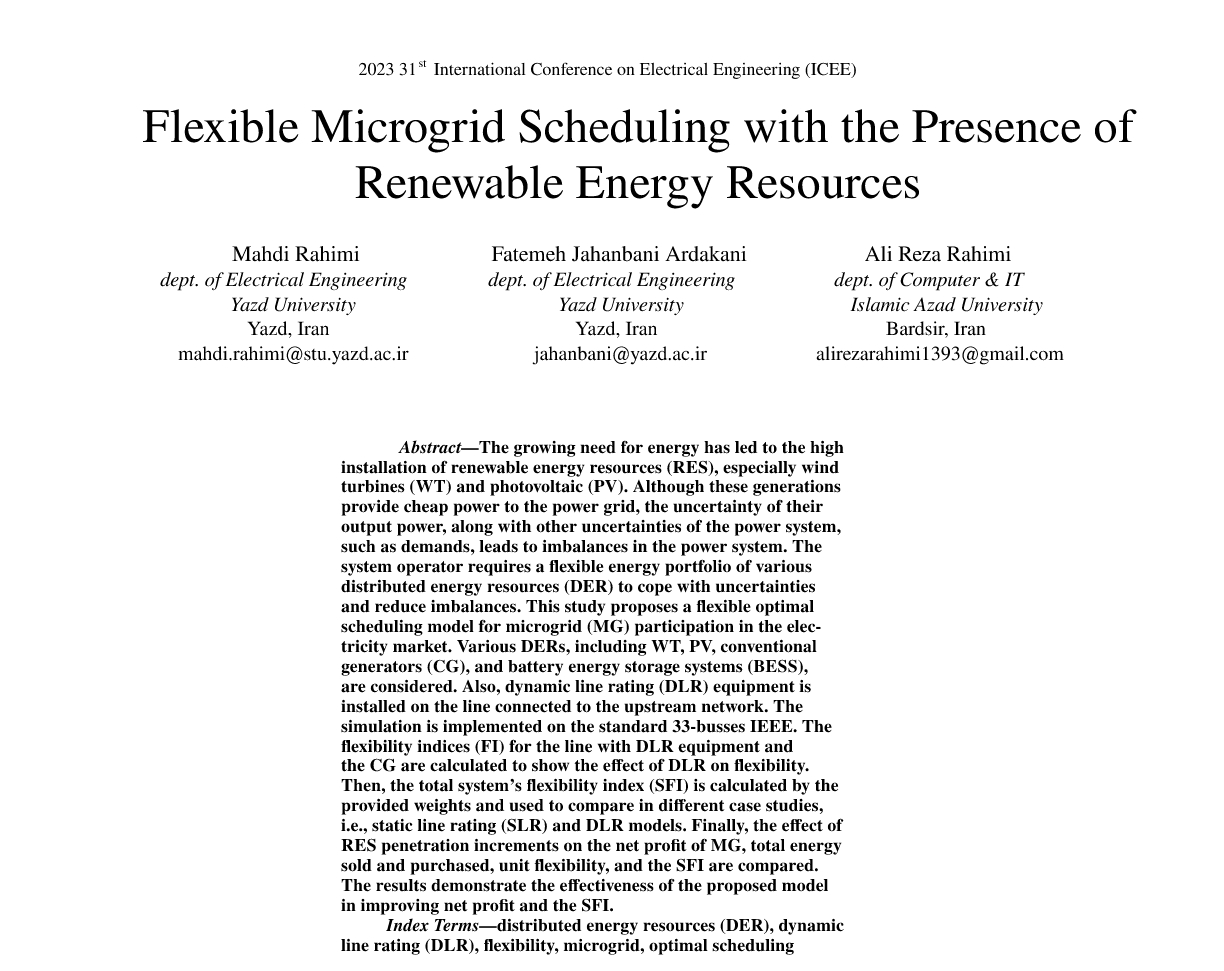 2023 31st International Conference on Electrical Engineering (ICEE)
Flexible Microgrid Scheduling with the Presence of
Renewable Energy Resources
Mahdi Rahimi
dept. of Electrical Engineering
Yazd University
Yazd, Iran
mahdi.rahimi@stu.yazd.ac.ir
Fatemeh Jahanbani Ardakani
dept. of Electrical Engineering
Yazd University
Yazd, Iran
jahanbani@yazd.ac.ir
Ali Reza Rahimi
dept. of Computer & IT
Islamic Azad University
Bardsir, Iran
alirezarahimi1393@gmail.com
Abstract—The growing need for energy has led to the high
installation of renewable energy resources (RES), especially wind
turbines (WT) and photovoltaic (PV). Although these generations
provide cheap power to the power grid, the uncertainty of their
output power, along with other uncertainties of the power system,
such as demands, leads to imbalances in the power system. The
system operator requires a flexible energy portfolio of various
distributed energy resources (DER) to cope with uncertainties
and reduce imbalances. This study proposes a flexible optimal
scheduling model for microgrid (MG) participation in the elec-
tricity market. Various DERs, including WT, PV, conventional
generators (CG), and battery energy storage systems (BESS),
are considered. Also, dynamic line rating (DLR) equipment is
installed on the line connected to the upstream network. The
simulation is implemented on the standard 33-busses IEEE. The
flexibility indices (FI) for the line with DLR equipment and
the CG are calculated to show the effect of DLR on flexibility.
Then, the total system's flexibility index (SFI) is calculated by the
provided weights and used to compare in different case studies,
i.e., static line rating (SLR) and DLR models. Finally, the effect of
RES penetration increments on the net profit of MG, total energy
sold and purchased, unit flexibility, and the SFI are compared.
The results demonstrate the effectiveness of the proposed model
in improving net profit and the SFI.
Index Terms—distributed energy resources (DER), dynamic
line rating (DLR), flexibility, microgrid, optimal scheduling